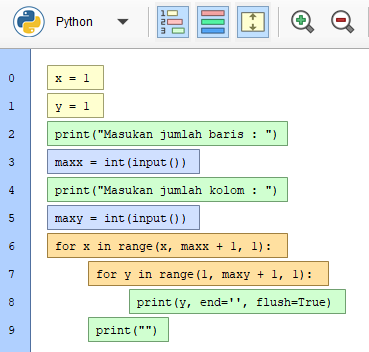 Python
0 x = 1
1 y = 1
2 print("Masukan jumlah baris : ")
3 maxx = int(input())
4 print("Masukan jumlah kolom : ")
5 maxy = int(input())
6 for x in range(x, maxx + 1, 1):
7 for y in range(1, maxy + 1, 1):
8 print(y, end='', flush=True)
9 print("")